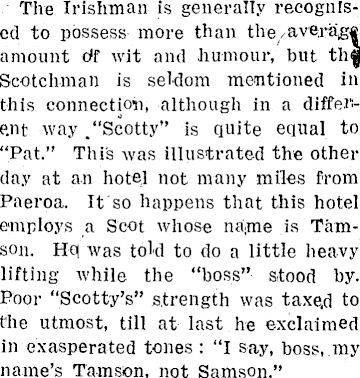 The Irishman is generally recognis-
ed to possess more than the average
amount of wit and humour, but the
Scotchman is seldom mentioned in
this connection, although in a differ-
ent way "Scotty" is quite equal to
"Pat." This was illustrated the other
day at an hotel not many miles from
Paeroa. It so happens that this hotel
employs a Scot whose name is Tam-
son. He was told to do a little heavy
lifting while the "boss" stood by.
Poor "Scotty's" strength was taxed to
the utmost, till at last he exclaimed
in exasperated tones: "I say, boss, my
name's Tamson, not Samson."